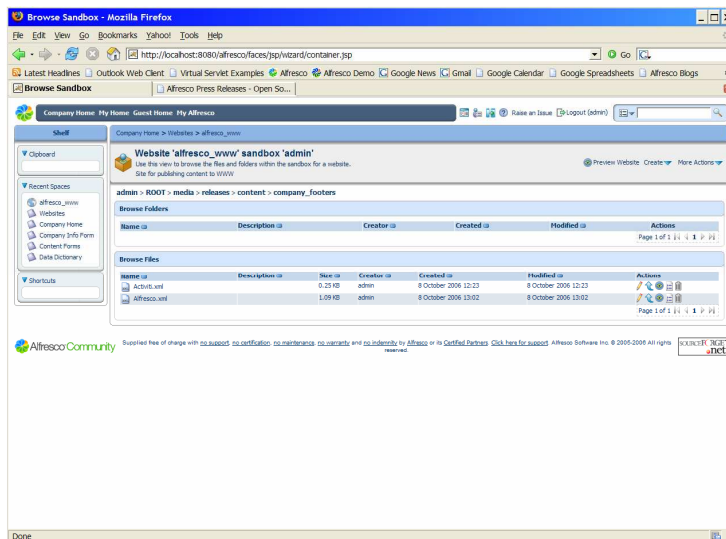 Browse Sandbox - Mozilla Firefox
File Edit View Go Bookmarks Yahoo! Tools Help
http://localhost:8080/alfresco/faces/jsp/wizard/container.jsp Go
Latest Headlines Outlook Web Client Virtual Servlet Examples Alfresco Alfresco Demo Google News Gmail Google Calendar Google Spreadsheets Alfresco Blogs
Browse Sandbox Alfresco Press Releases - Open So...
Company Home My Home Guest Home My Alfresco Raise an Issue Logout (admin)
Shelf
Company Home > Websites > alfresco_www
Clipboard
Website 'alfresco_www' sandbox 'admin'
Use this view to browse the files and folders within the sandbox for a website.
Site for publishing content to WWW
Preview Website Create More Actions
Recent Spaces
alfresco_www
Websites
Company Home
Company Info Form
Content Forms
Data Dictionary
Shortcuts
admin > ROOT > media > releases > content > company_footers
Browse Folders
Name Description Creator Created Modified Actions
Page 1 of 1 1
Browse Files
Name Description Size Creator Created Modified Actions
Activiti.xml 0.25 KB admin 8 October 2006 12:23 8 October 2006 12:23
Alfresco.xml 1.09 KB admin 8 October 2006 13:02 8 October 2006 13:02
Page 1 of 1 1
Alfresco Community
Supplied free of charge with no support, no certification, no maintenance, no warranty and no indemnity by Alfresco or its Certified Partners. Click here for support. Alfresco Software Inc. © 2005-2006 All rights
reserved.
SOURCEFORGE
.net
Done